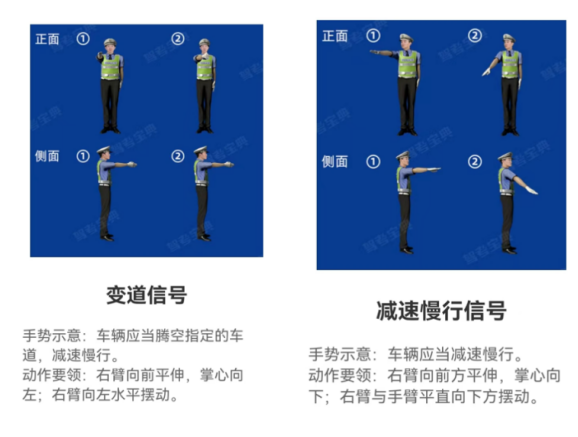 正面 ① ②
侧面 ① ②
变道信号
手势示意：车辆应当腾空指定的车
道，减速慢行。
动作要领：右臂向前平伸，掌心向
左；右臂向左水平摆动。
正面 ① ②
侧面 ① ②
减速慢行信号
手势示意：车辆应当减速慢行。
动作要领：右臂向前方平伸，掌心向
下；右臂与手臂平直向下方摆动。